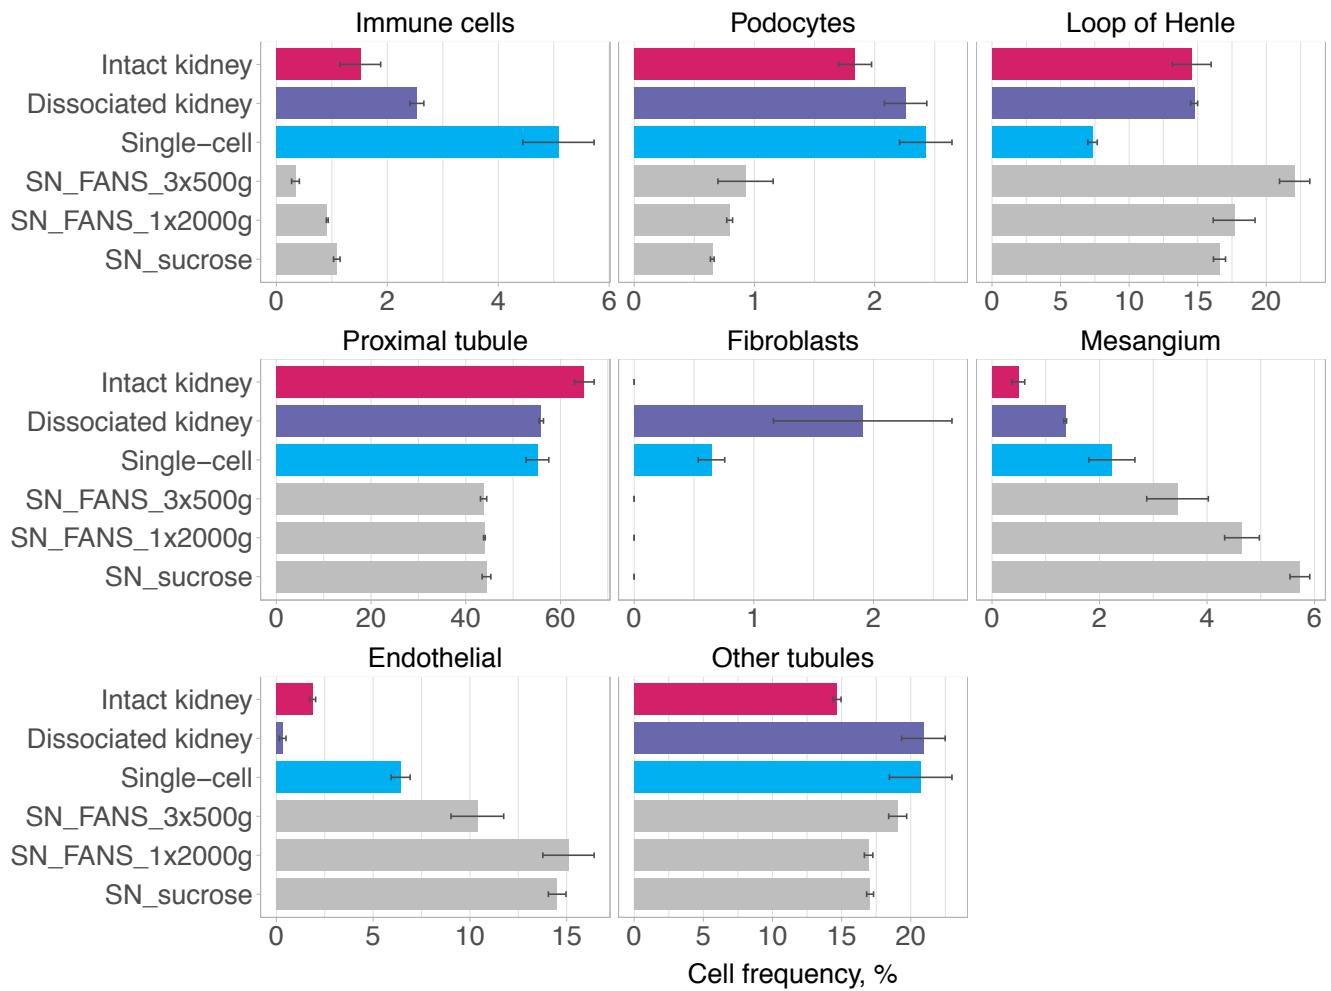 Immune cells
Podocytes
Loop of Henle
Intact kidney
Dissociated kidney
Single−cell
SN_FANS_3x500g
SN_FANS_1x2000g
SN_sucrose
0 2 4 6
0 1 2
0 5 10 15 20
Proximal tubule
Fibroblasts
Mesangium
Intact kidney
Dissociated kidney
Single−cell
SN_FANS_3x500g
SN_FANS_1x2000g
SN_sucrose
0 20 40 60
0 1 2
0 2 4 6
Endothelial
Other tubules
Intact kidney
Dissociated kidney
Single−cell
SN_FANS_3x500g
SN_FANS_1x2000g
SN_sucrose
0 5 10 15
0 5 10 15 20
Cell frequency, %